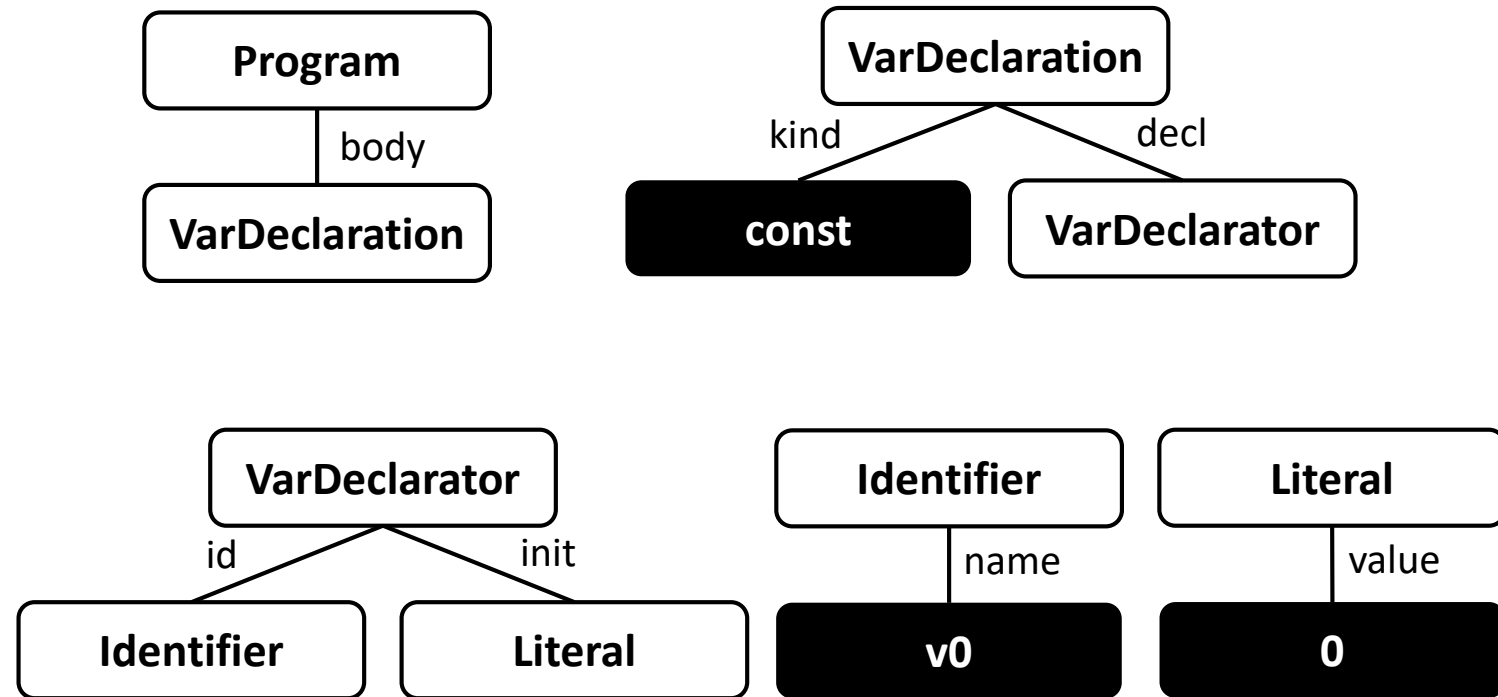 Program
body
VarDeclaration
VarDeclaration
kind
decl
const
VarDeclarator
VarDeclarator
id
init
Identifier
Literal
Identifier
name
v0
Literal
value
0